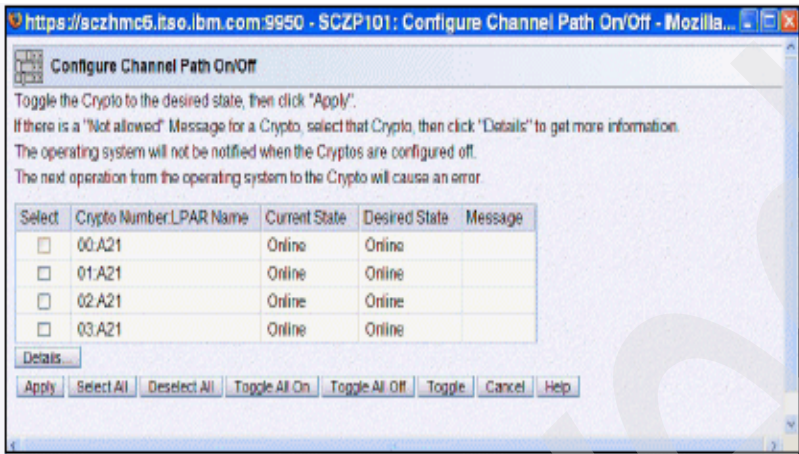 https://sczhmc6.itso.ibm.com:9950 - SCZP101: Configure Channel Path On/Off - Mozilla...
Configure Channel Path On/Off
Toggle the Crypto to the desired state, then click "Apply".
If there is a "Not allowed" Message for a Crypto, select that Crypto, then click "Details" to get more information.
The operating system will not be notified when the Cryptos are configured off.
The next operation from the operating system to the Crypto will cause an error.
Select Crypto Number:LPAR Name Current State Desired State Message
00:A21 Online Online
01:A21 Online Online
02:A21 Online Online
03:A21 Online Online
Details...
Apply Select All Deselect All Toggle All On Toggle All Off Toggle Cancel Help